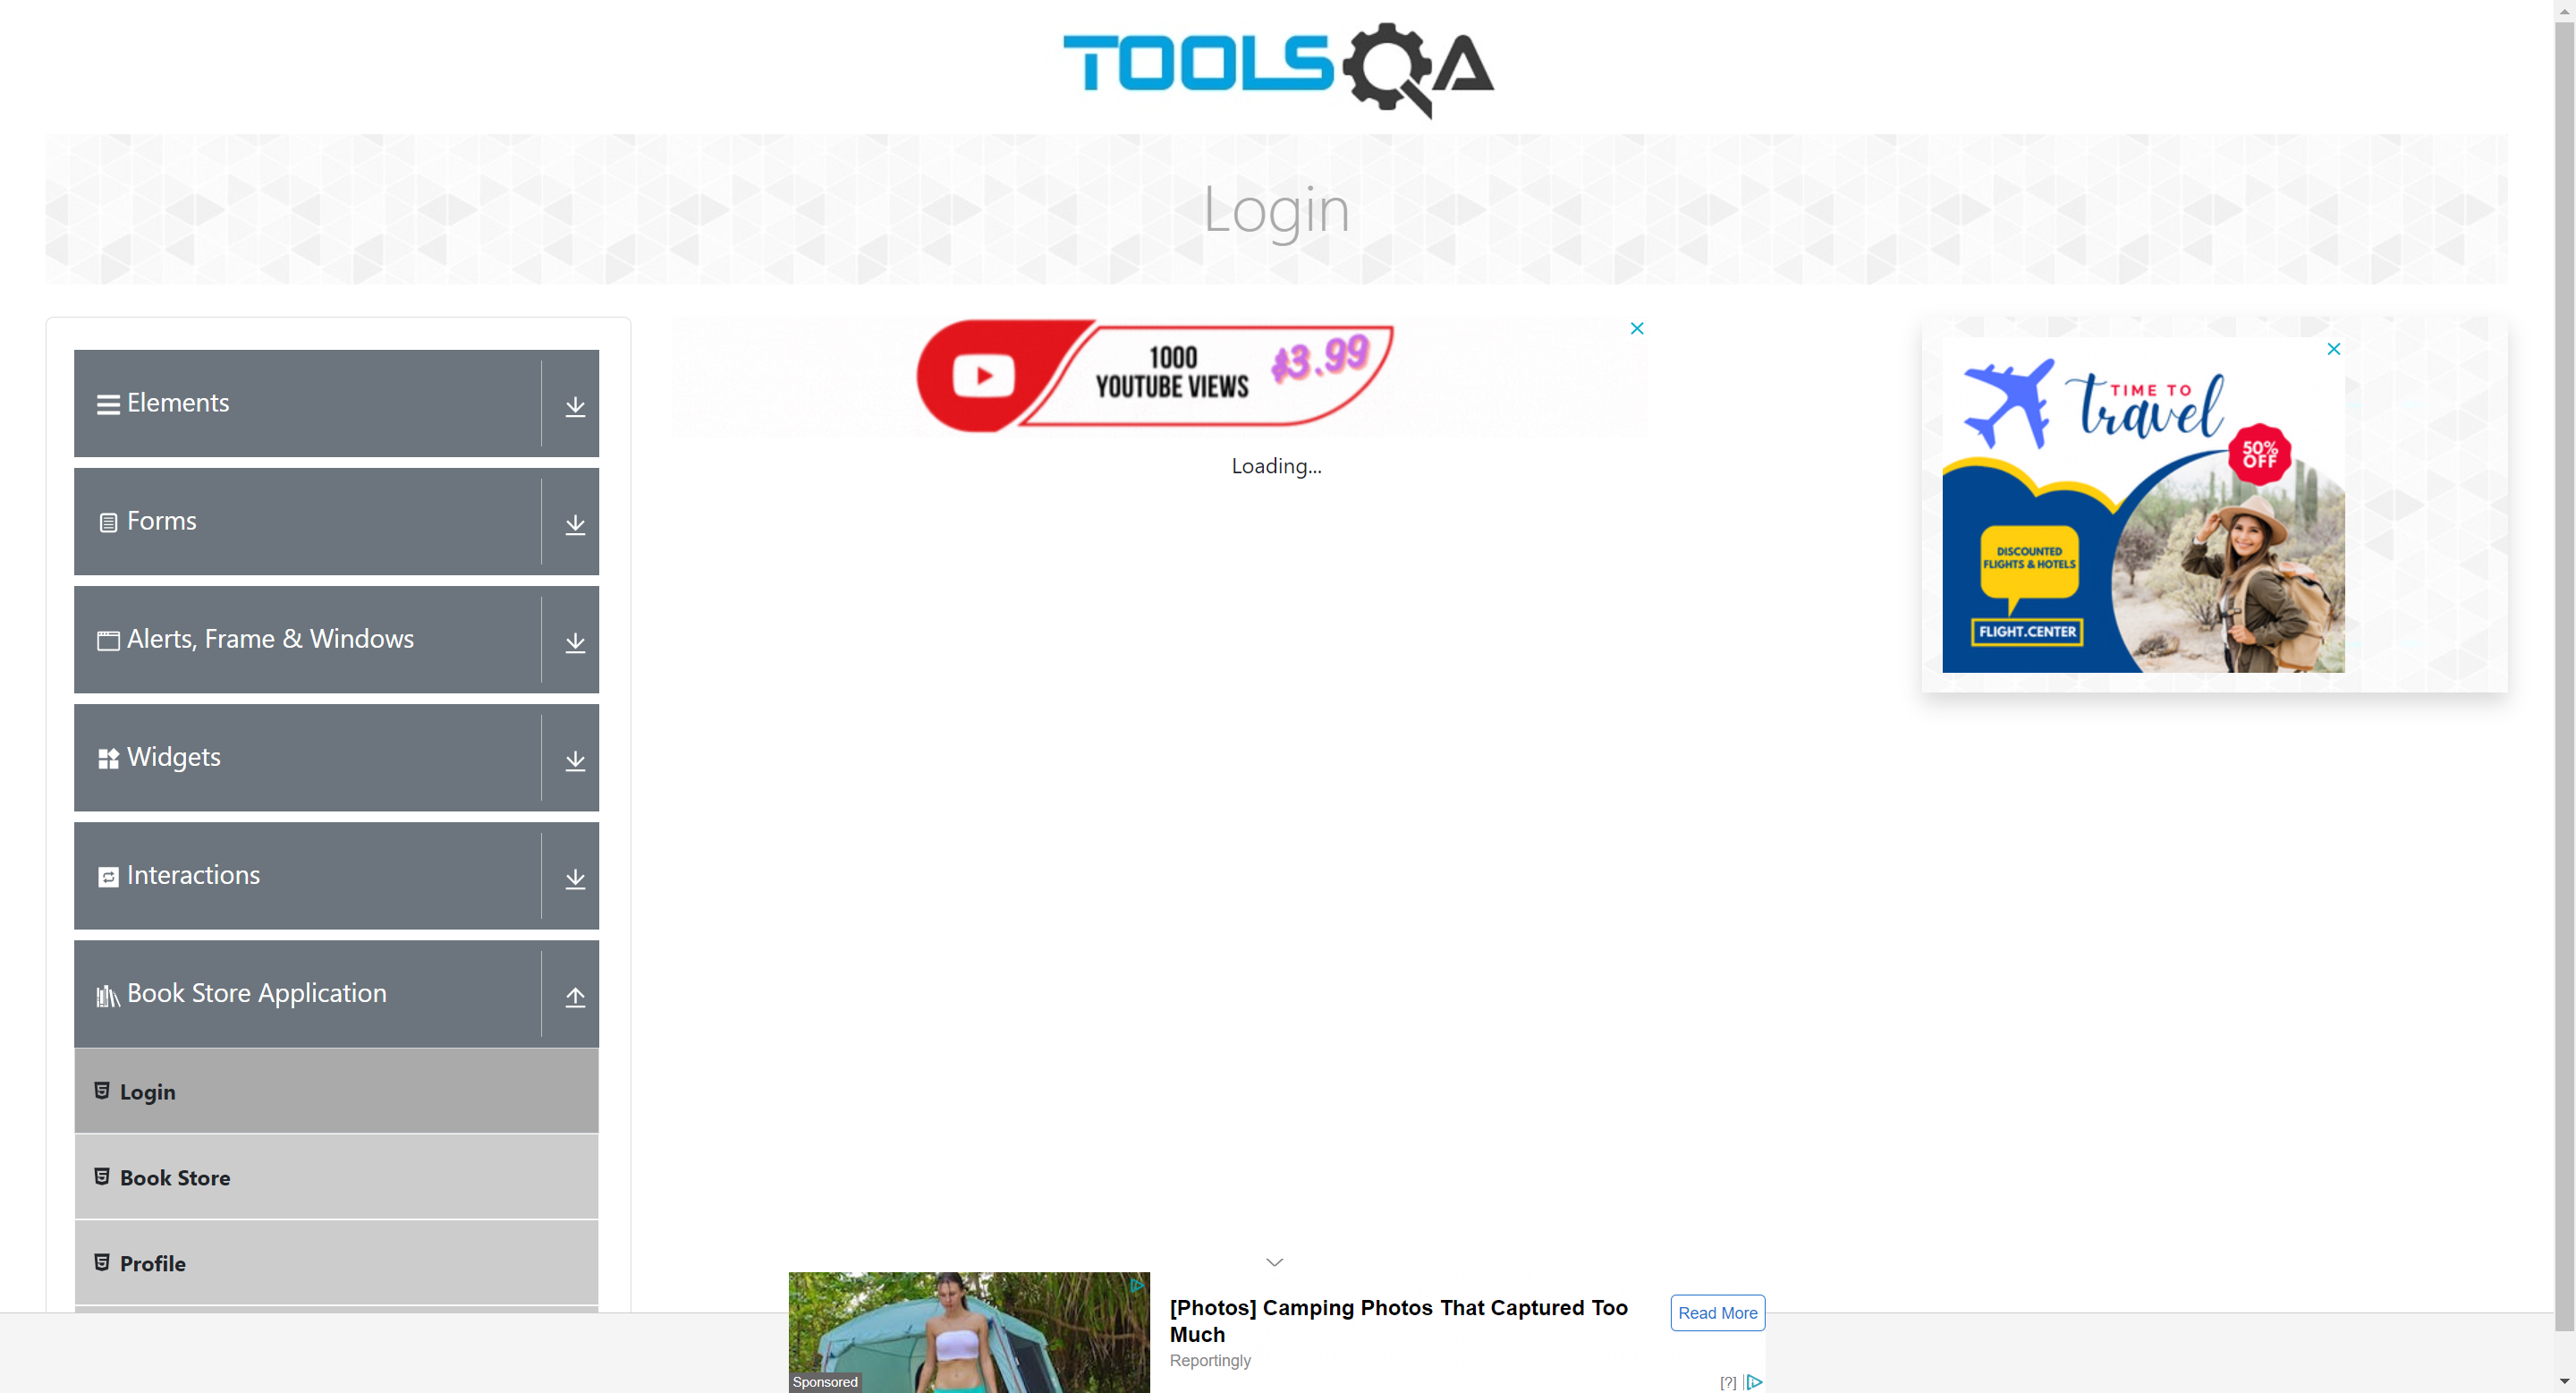 TOOLSQA
Login
Elements
Forms
Alerts, Frame & Windows
Widgets
Interactions
Book Store Application
Login
Book Store
Profile
1000
YOUTUBE VIEWS
$3.99
Loading...
TIME TO
travel
50%
OFF
DISCOUNTED
FLIGHTS & HOTELS
FLIGHT.CENTER
Sponsored
[Photos] Camping Photos That Captured Too
Much
Reportingly
Read More
[?]